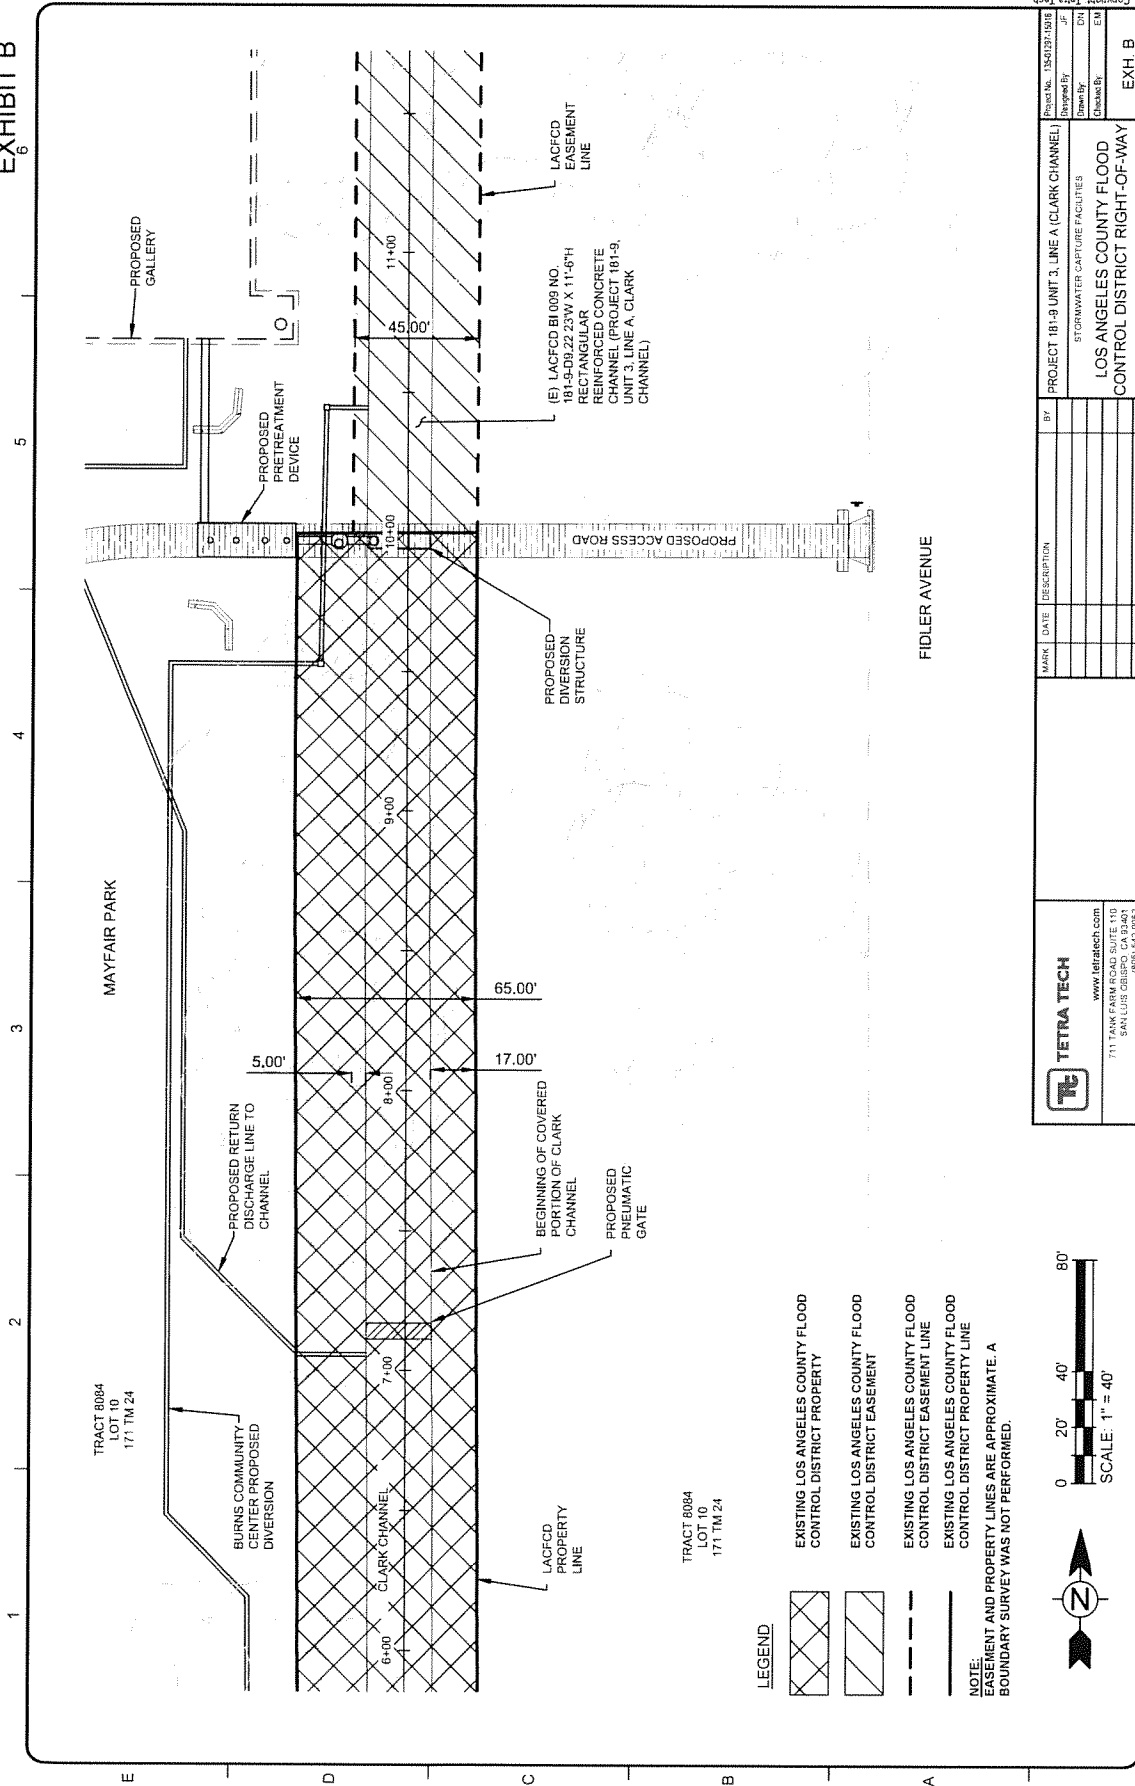 EXHIBIT B
1
2
3
4
5
6
E
D
C
B
A
TRACT 8084
LOT 10
171 TM 24
MAYFAIR PARK
PROPOSED
GALLERY
PROPOSED
PRETREATMENT
DEVICE
BURNS COMMUNITY
CENTER PROPOSED
DIVERSION
PROPOSED RETURN
DISCHARGE LINE TO
CHANNEL
5.00'
65.00'
17.00'
45.00'
CLARK CHANNEL
6+00
7+00
8+00
9+00
10+00
11+00
LACFCD
PROPERTY
LINE
BEGINNING OF COVERED
PORTION OF CLARK
CHANNEL
PROPOSED
PNEUMATIC
GATE
PROPOSED
DIVERSION
STRUCTURE
(E) LACFCD BI 009 NO.
181-9-D9.22 23'W X 11'-6"H
RECTANGULAR
REINFORCED CONCRETE
CHANNEL (PROJECT 181-9,
UNIT 3, LINE A, CLARK
CHANNEL)
LACFCD
EASEMENT
LINE
PROPOSED ACCESS ROAD
TRACT 8084
LOT 10
171 TM 24
FIDLER AVENUE
LEGEND
EXISTING LOS ANGELES COUNTY FLOOD
CONTROL DISTRICT PROPERTY
EXISTING LOS ANGELES COUNTY FLOOD
CONTROL DISTRICT EASEMENT
EXISTING LOS ANGELES COUNTY FLOOD
CONTROL DISTRICT EASEMENT LINE
EXISTING LOS ANGELES COUNTY FLOOD
CONTROL DISTRICT PROPERTY LINE
NOTE:
EASEMENT AND PROPERTY LINES ARE APPROXIMATE. A
BOUNDARY SURVEY WAS NOT PERFORMED.
N
0 20' 40' 80'
SCALE: 1" = 40'
TETRA TECH
www.tetratech.com
711 TANK FARM ROAD SUITE 110
SAN LUIS OBISPO, CA 93401
MARK DATE DESCRIPTION BY
PROJECT 181-9 UNIT 3, LINE A (CLARK CHANNEL)
STORMWATER CAPTURE FACILITIES
LOS ANGELES COUNTY FLOOD
CONTROL DISTRICT RIGHT-OF-WAY
Project No.: 135-01297-15016
Designed By: JF
Drawn By: DN
Checked By: EM
EXH. B
Copyright Tetra Tech